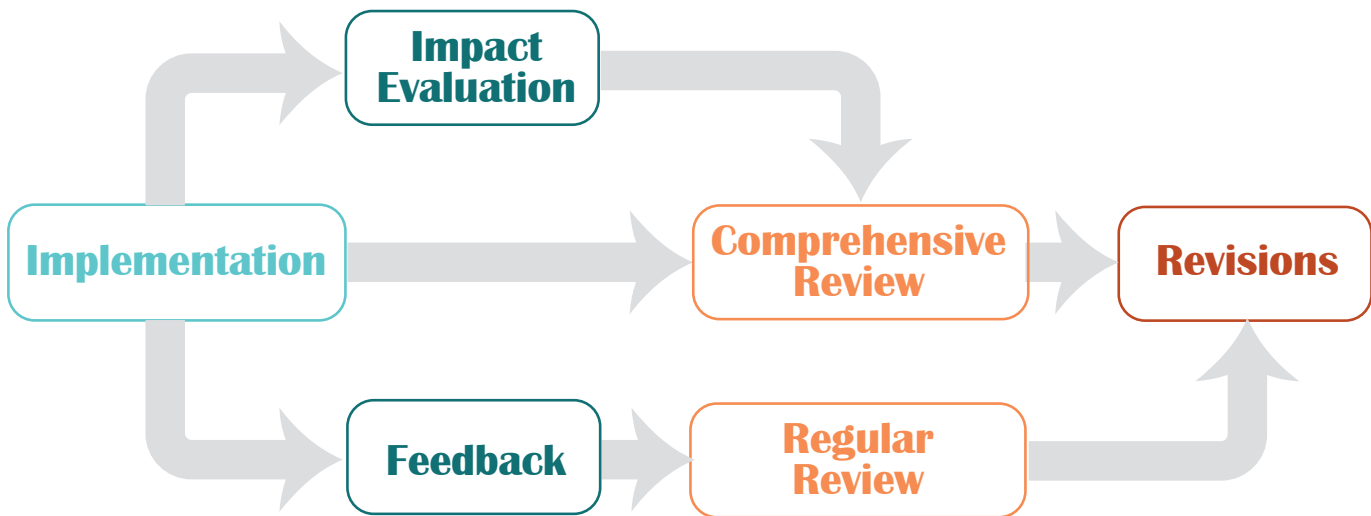 Impact
Evaluation
Implementation
Comprehensive
Review
Revisions
Feedback
Regular
Review